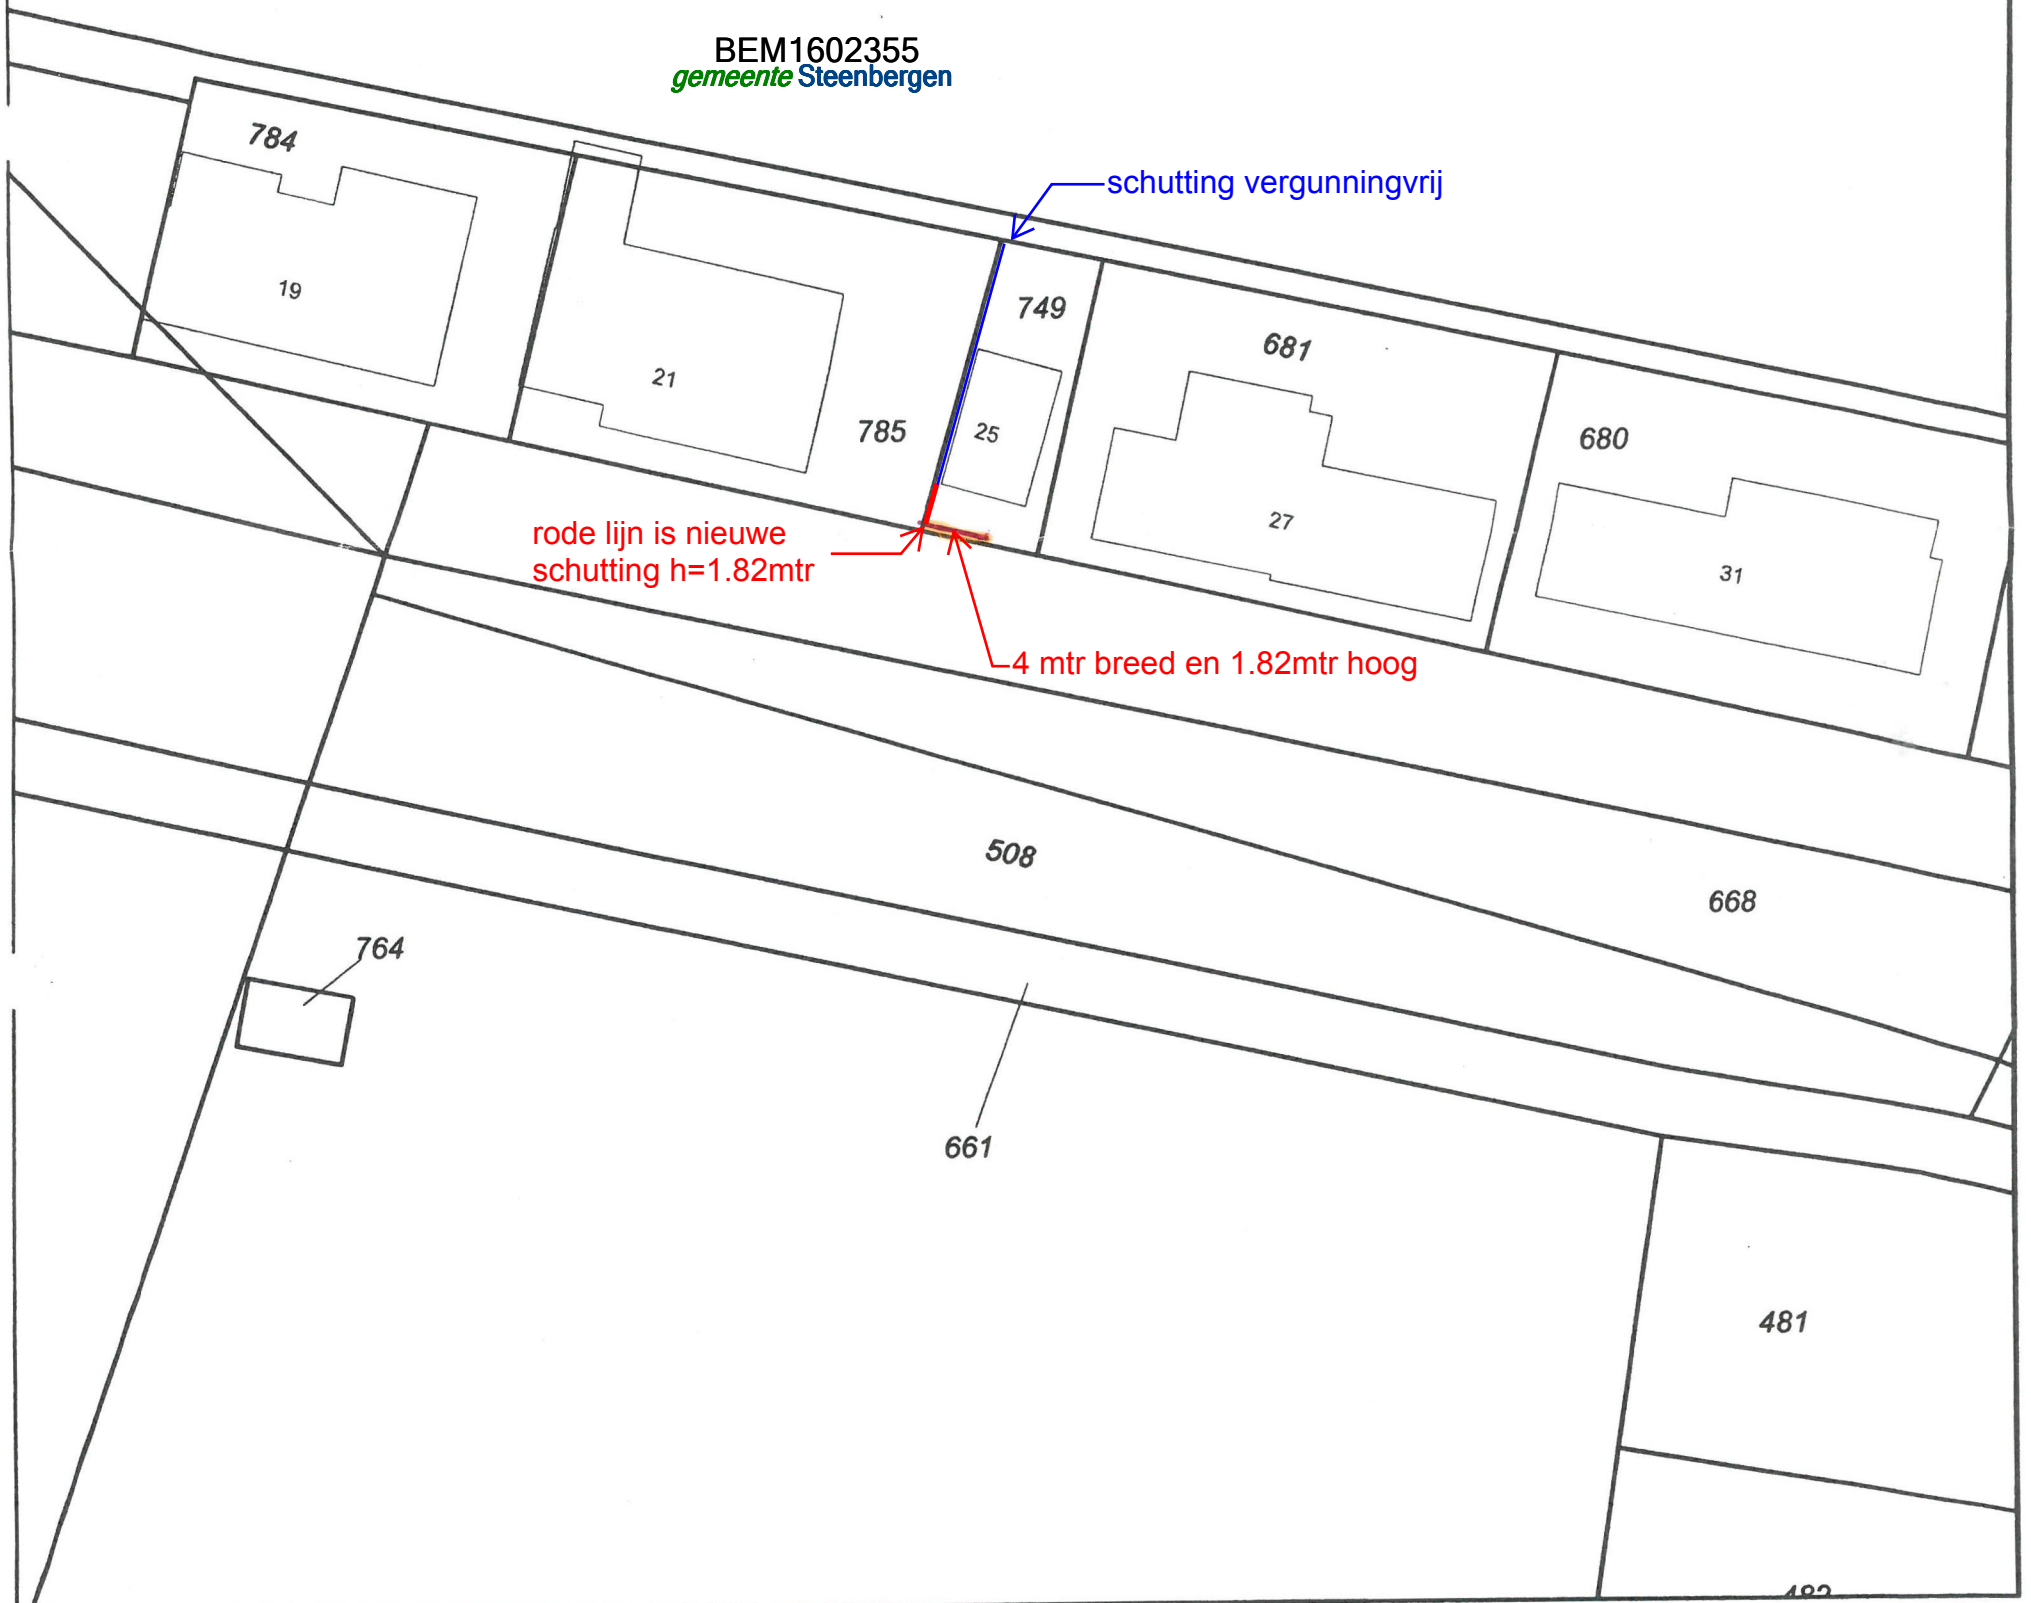 BEM1602355
gemeente Steenbergen
784
schutting vergunningvrij
19
749
681
21
785
25
680
27
rode lijn is nieuwe
schutting h=1.82mtr
31
4 mtr breed en 1.82mtr hoog
508
668
764
661
481
482